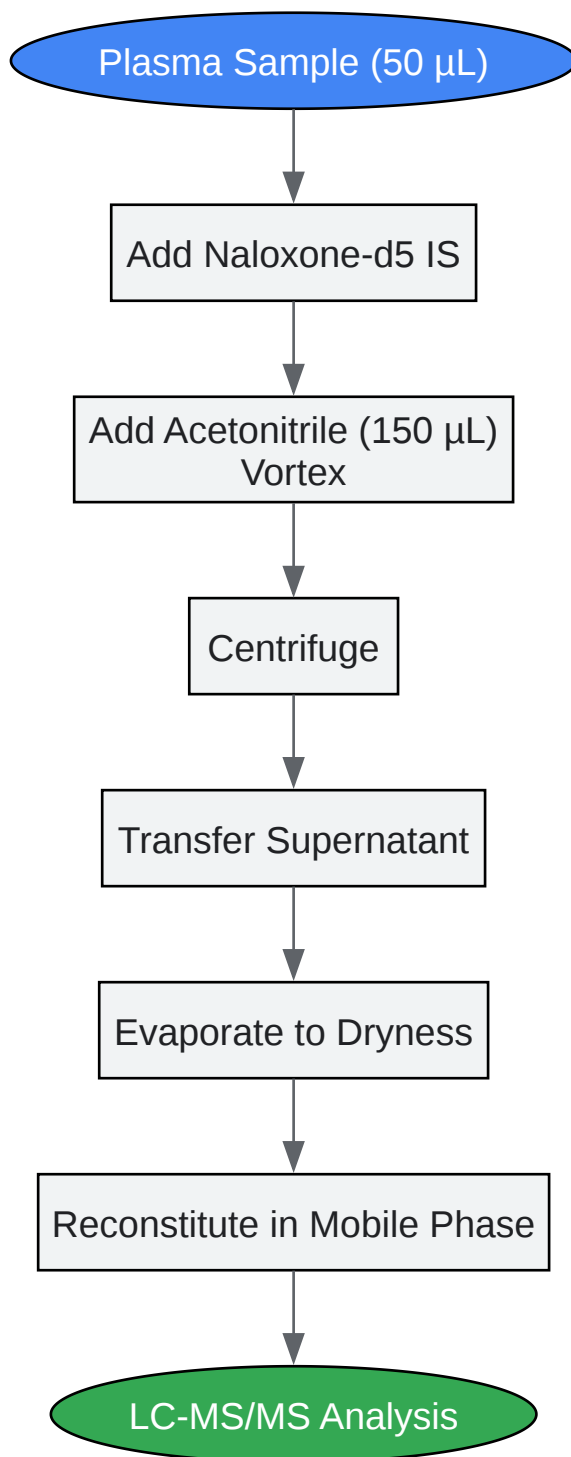 Plasma Sample (50 µL)
Add Naloxone-d5 IS
Add Acetonitrile (150 µL)
Vortex
Centrifuge
Transfer Supernatant
Evaporate to Dryness
Reconstitute in Mobile Phase
LC-MS/MS Analysis